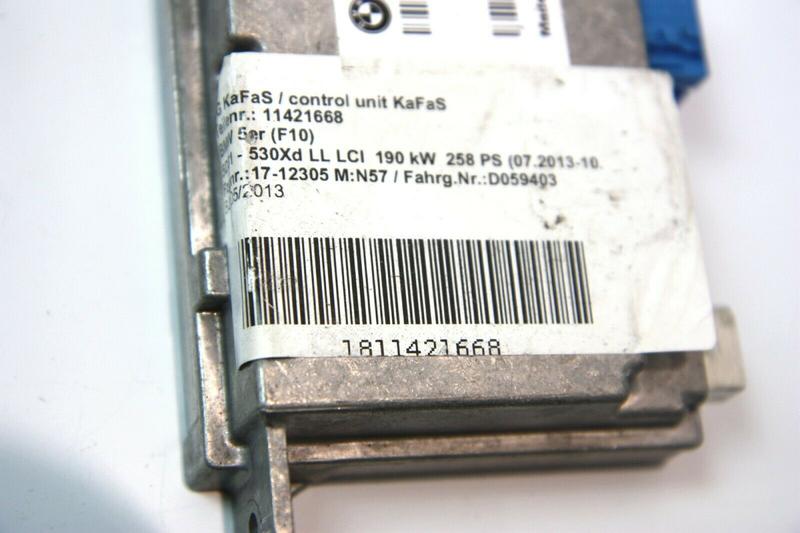 KaFaS / control unit KaFaS
11421668
5er (F10)
- 530Xd LL LCI 190 kW 258 PS (07.2013-10.
17-12305 M:N57 / Fahrg.Nr.:D059403
/2013
1811421668